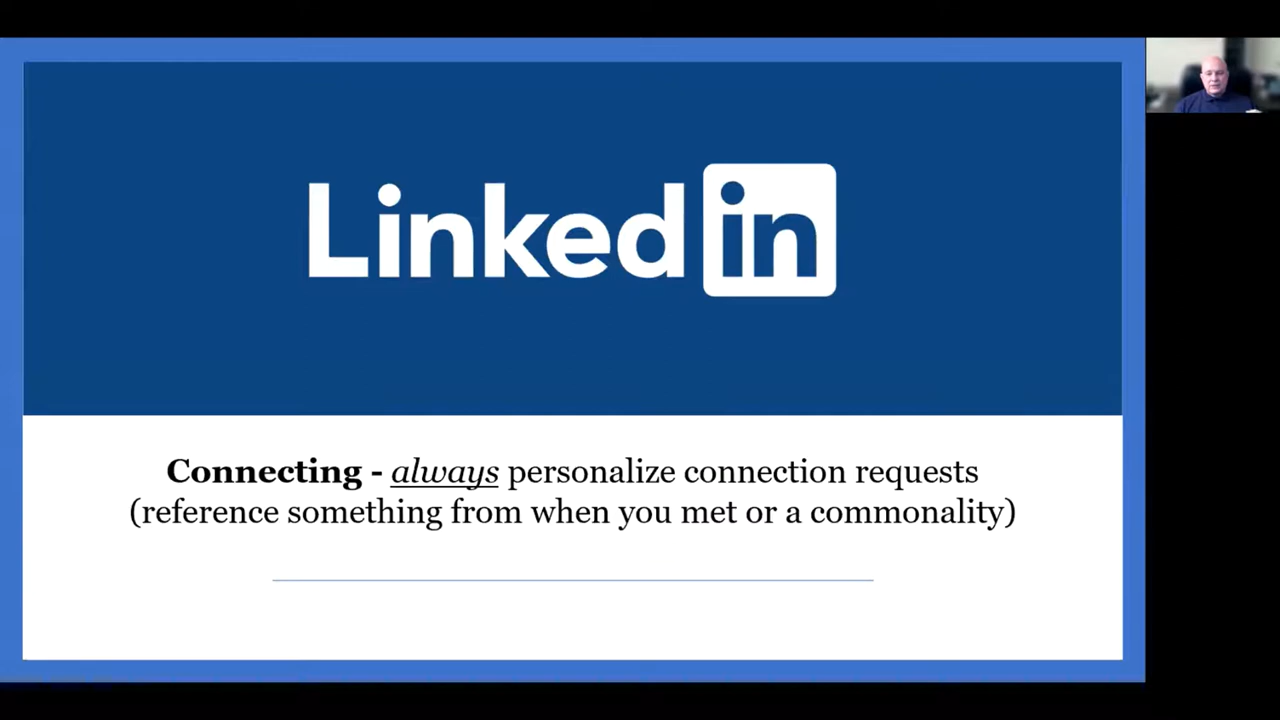 Linkedin
Connecting - always personalize connection requests
(reference something from when you met or a commonality)